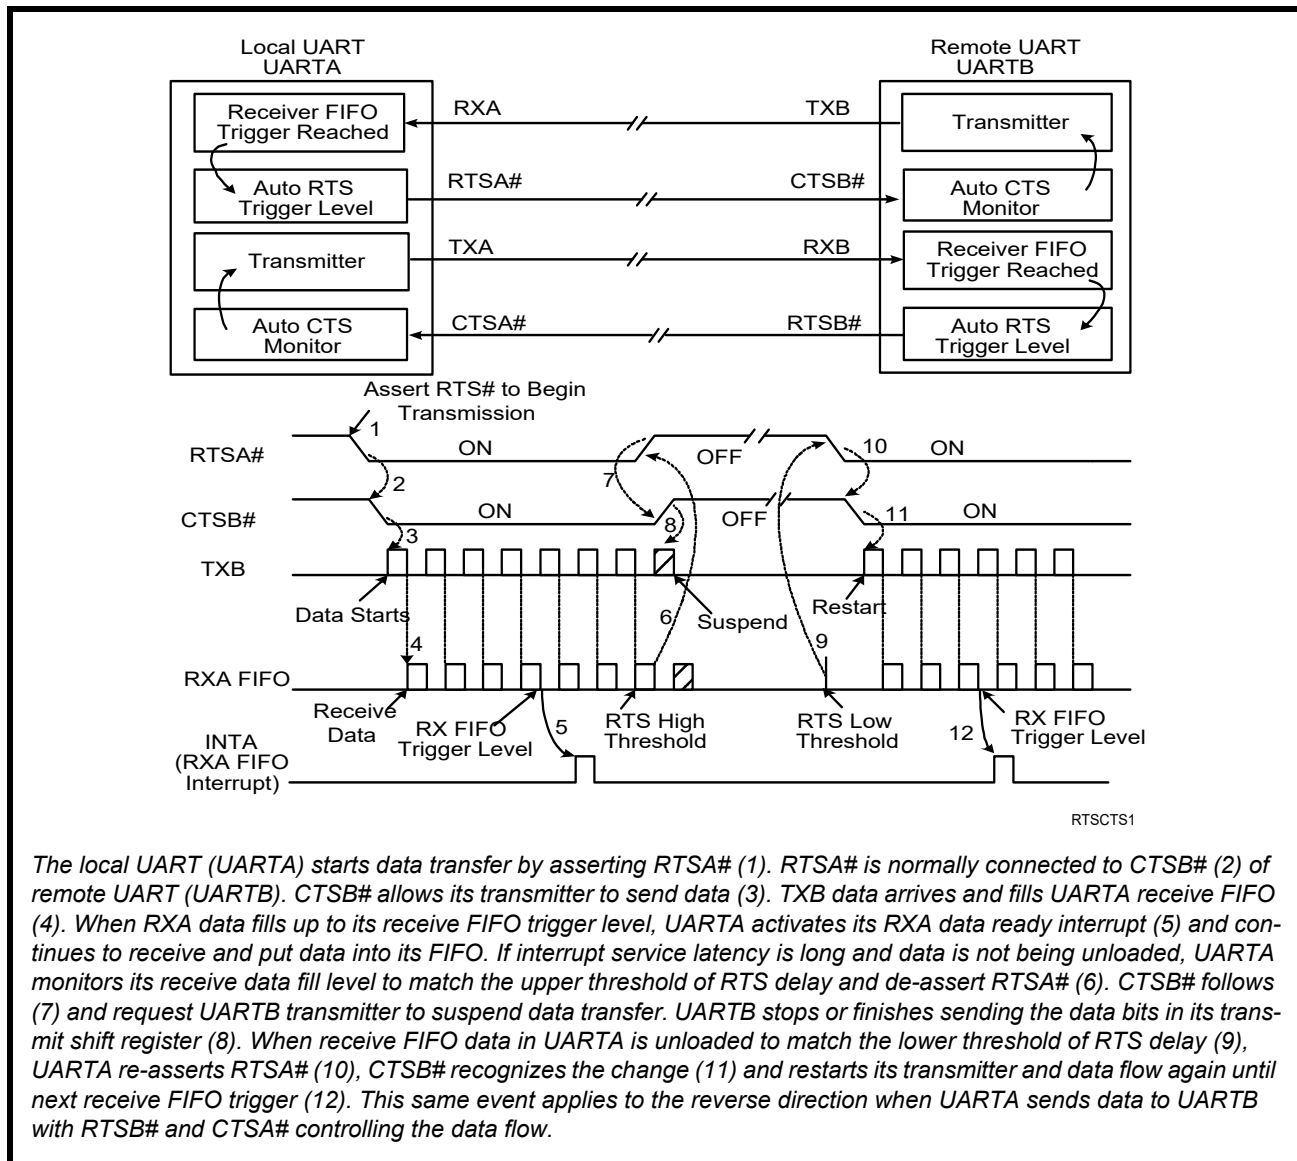 Local UART
UARTA
Remote UART
UARTB
Receiver FIFO
Trigger Reached
RXA
TXB
Transmitter
Auto RTS
Trigger Level
RTSA#
CTSB#
Auto CTS
Monitor
Transmitter
TXA
RXB
Receiver FIFO
Trigger Reached
Auto CTS
Monitor
CTSA#
RTSB#
Auto RTS
Trigger Level
Assert RTS# to Begin
Transmission
RTSA#
1
ON
OFF
10
ON
2
7
CTSB#
ON
OFF
ON
3
8
11
TXB
Data Starts
Suspend
Restart
4
6
9
RXA FIFO
Receive
Data
RX FIFO
Trigger Level
5
RTS High
Threshold
RTS Low
Threshold
12
RX FIFO
Trigger Level
INTA
(RXA FIFO
Interrupt)
RTSCTS1
The local UART (UARTA) starts data transfer by asserting RTSA# (1). RTSA# is normally connected to CTSB# (2) of
remote UART (UARTB). CTSB# allows its transmitter to send data (3). TXB data arrives and fills UARTA receive FIFO
(4). When RXA data fills up to its receive FIFO trigger level, UARTA activates its RXA data ready interrupt (5) and con-
tinues to receive and put data into its FIFO. If interrupt service latency is long and data is not being unloaded, UARTA
monitors its receive data fill level to match the upper threshold of RTS delay and de-assert RTSA# (6). CTSB# follows
(7) and request UARTB transmitter to suspend data transfer. UARTB stops or finishes sending the data bits in its trans-
mit shift register (8). When receive FIFO data in UARTA is unloaded to match the lower threshold of RTS delay (9),
UARTA re-asserts RTSA# (10), CTSB# recognizes the change (11) and restarts its transmitter and data flow again until
next receive FIFO trigger (12). This same event applies to the reverse direction when UARTA sends data to UARTB
with RTSB# and CTSA# controlling the data flow.